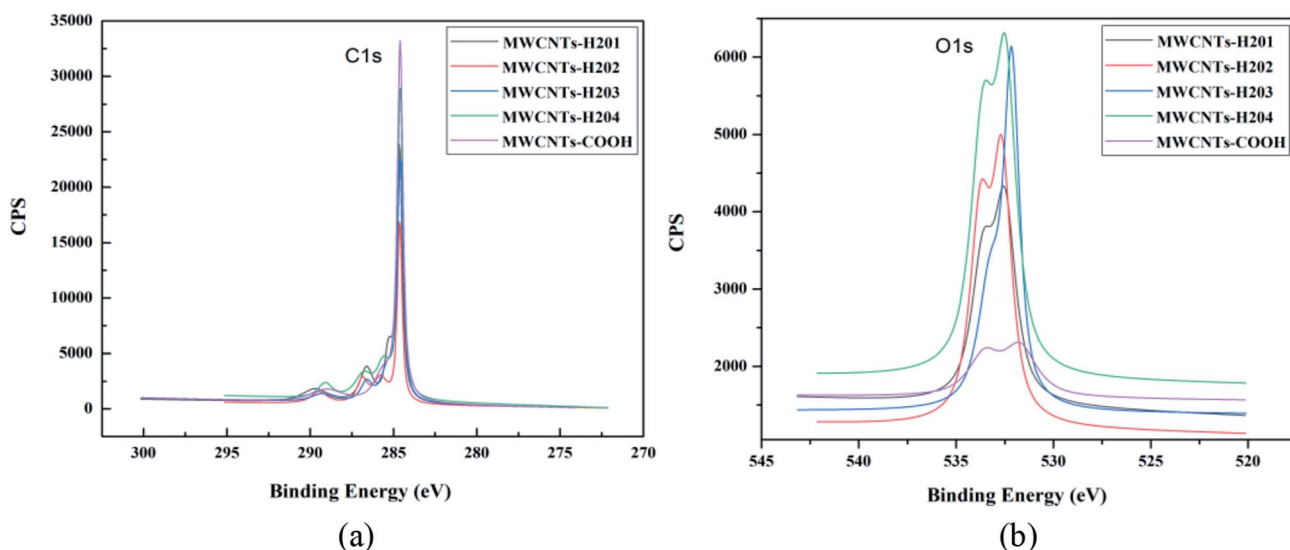 35000
30000
25000
20000
15000
10000
5000
0
CPS
C1s
MWCNTs-H201
MWCNTs-H202
MWCNTs-H203
MWCNTs-H204
MWCNTs-COOH
300 295 290 285 280 275 270
Binding Energy (eV)
(a)
6000
5000
4000
3000
2000
CPS
O1s
MWCNTs-H201
MWCNTs-H202
MWCNTs-H203
MWCNTs-H204
MWCNTs-COOH
545 540 535 530 525 520
Binding Energy (eV)
(b)